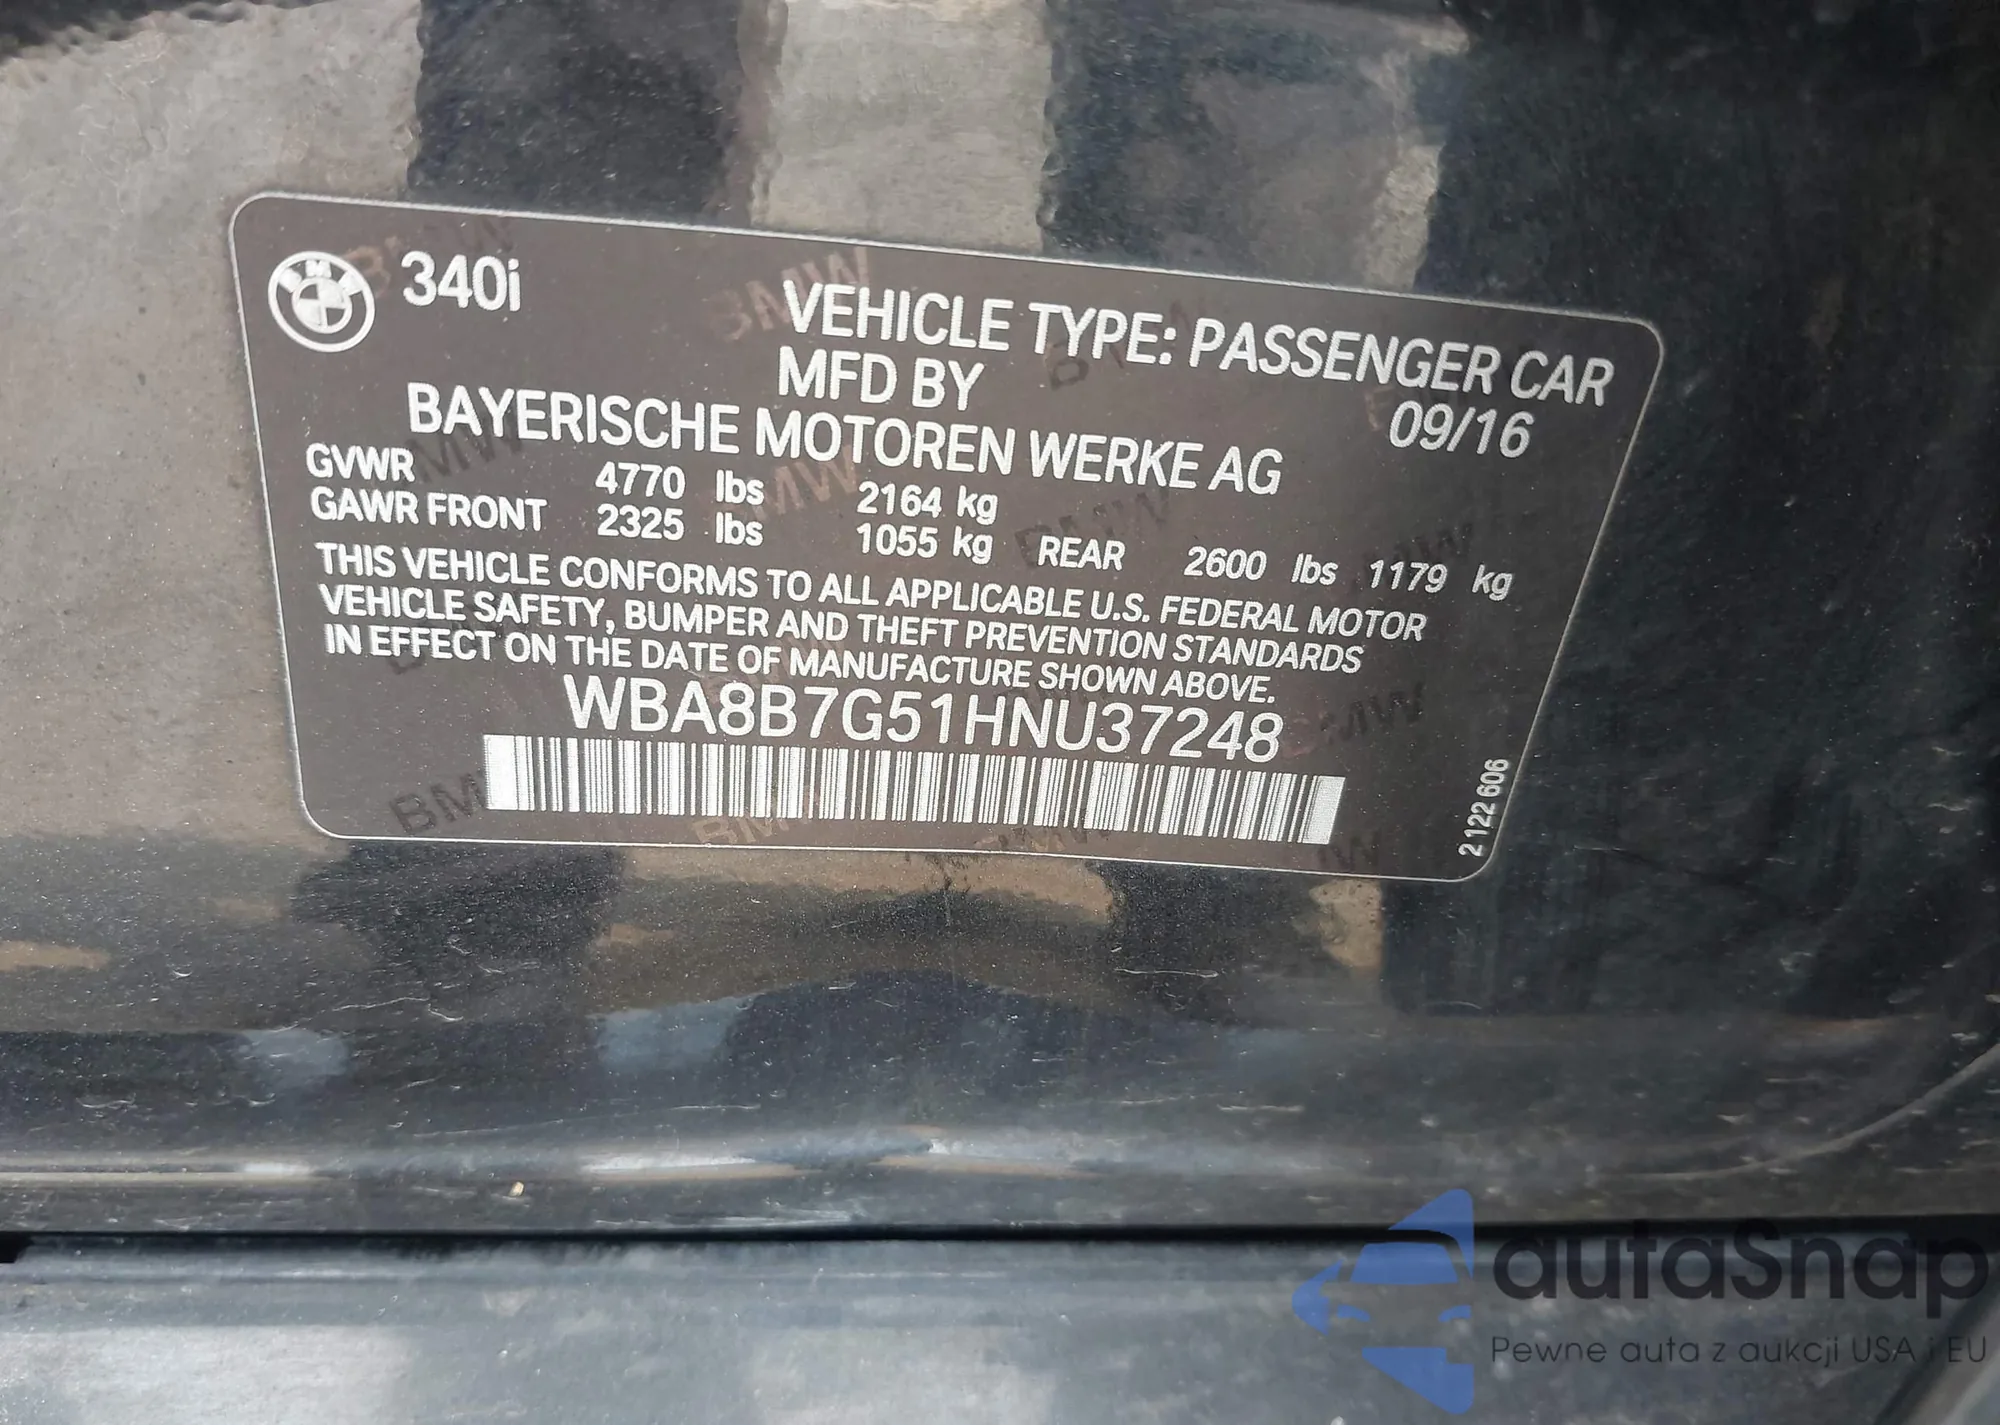 BMW 340i
VEHICLE TYPE: PASSENGER CAR
MFD BY 09/16
BAYERISCHE MOTOREN WERKE AG
GVWR 4770 lbs 2164 kg
GAWR FRONT 2325 lbs 1055 kg REAR 2600 lbs 1179 kg
THIS VEHICLE CONFORMS TO ALL APPLICABLE U.S. FEDERAL MOTOR
VEHICLE SAFETY, BUMPER AND THEFT PREVENTION STANDARDS
IN EFFECT ON THE DATE OF MANUFACTURE SHOWN ABOVE.
WBA8B7G51HNU37248
2 122 606
autaSnap
Pewne auta z aukcji USA i EU